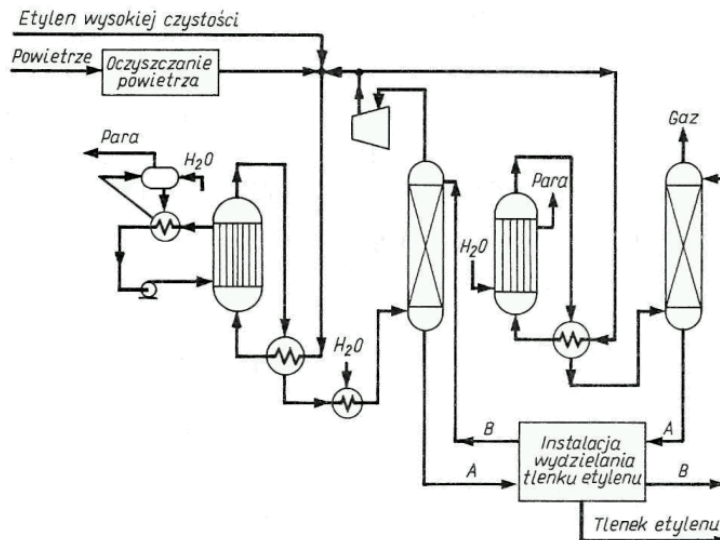 Etylen wysokiej czystości
Powietrze
Oczyszczanie
powietrza
Gaz
Para
H₂O
Para
H₂O
H₂O
B
A
Instalacja
wydzielania
tlenku etylenu
A
B
Tlenek etylenu